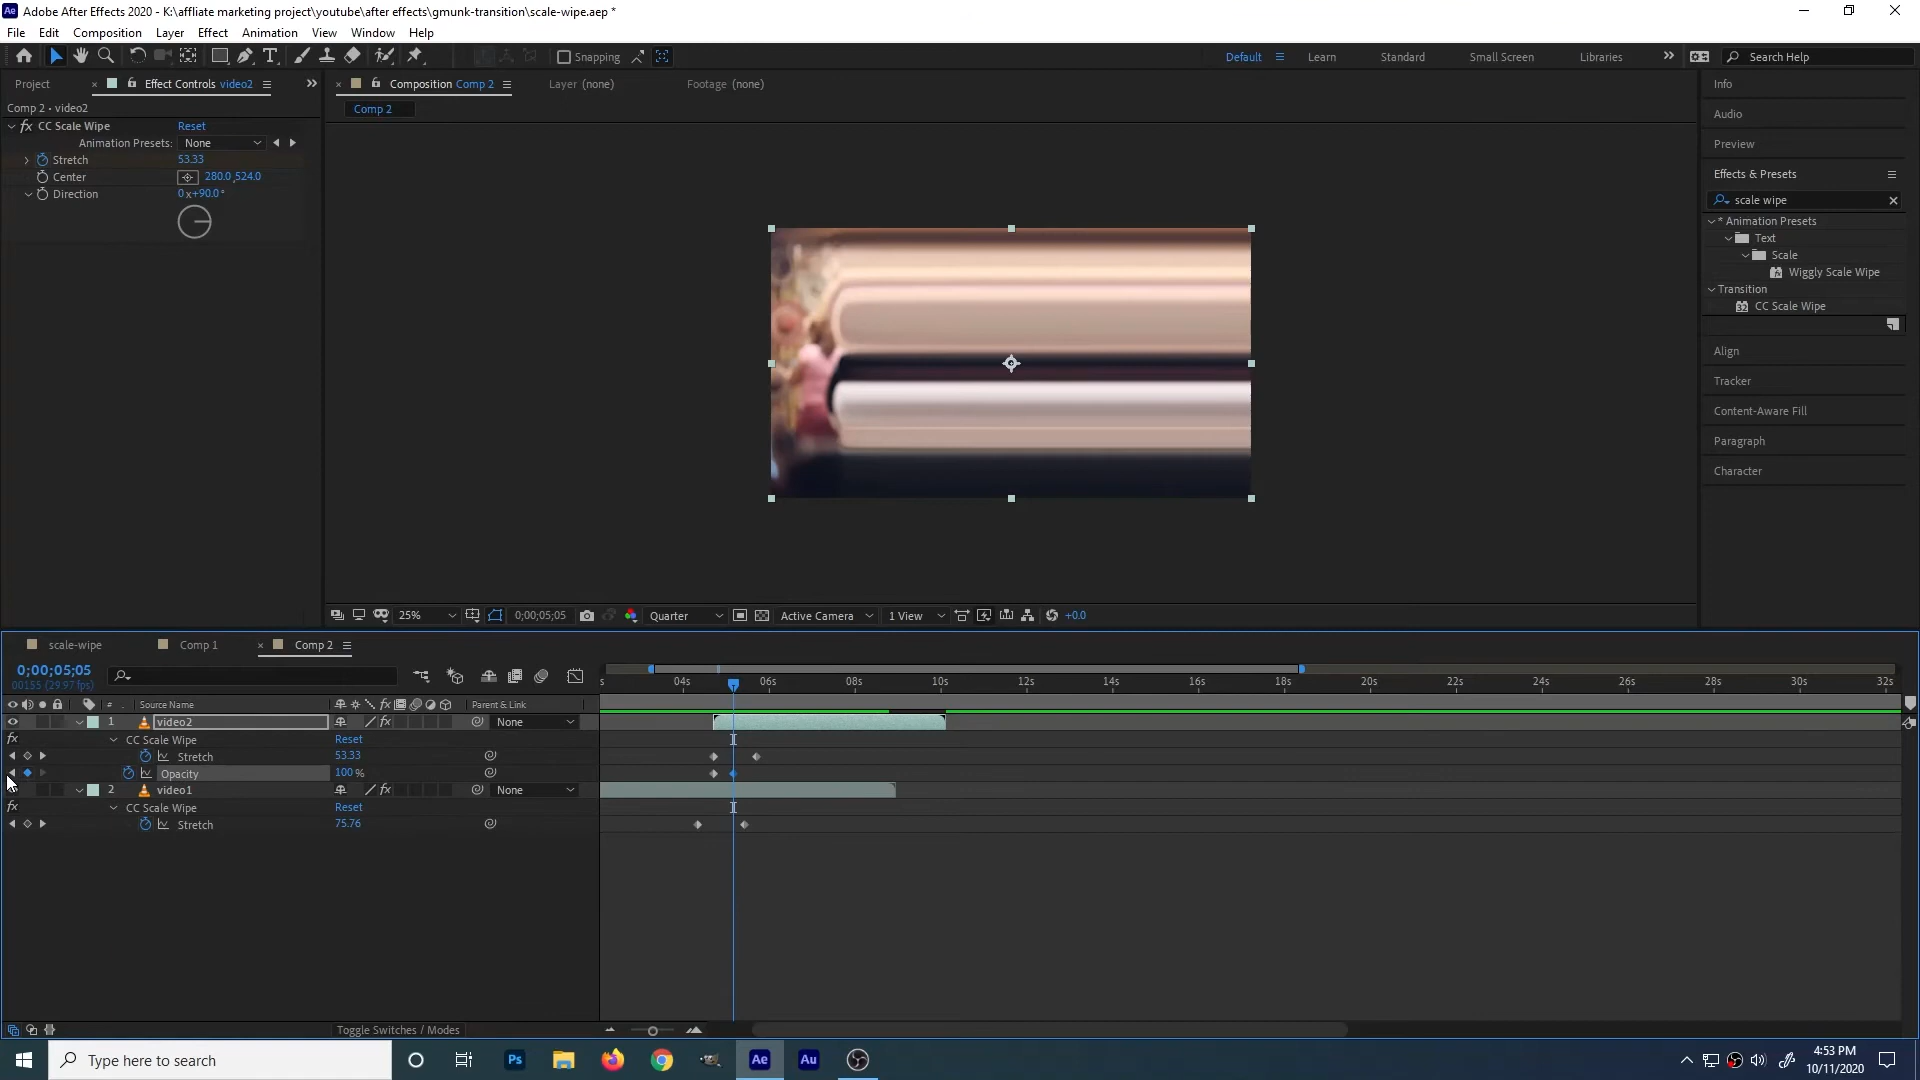 Adobe After Effects 2020 - K:\affliate marketing project\youtube\after effects\gmunk-transition\scale-wipe.aep *
File Edit Composition Layer Effect Animation View Window Help
Snapping Default Learn Standard Small Screen Libraries Search Help
Project Effect Controls video2 Composition Comp 2 Layer (none) Footage (none) Info
Comp 2 • video2 Comp 2
Audio
fx CC Scale Wipe Reset
Animation Presets: None Preview
Stretch 53.33
Center 280.0,524.0 Effects & Presets
Direction 0x+90.0°
scale wipe
* Animation Presets
Text
Scale
Wiggly Scale Wipe
Transition
CC Scale Wipe
Align
Tracker
Content-Aware Fill
Paragraph
Character
25% 0;00;05;05 Quarter Active Camera 1 View +0.0
scale-wipe Comp 1 Comp 2
0;00;05;05
00155 (29.97 fps) s 04s 06s 08s 10s 12s 14s 16s 18s 20s 22s 24s 26s 28s 30s 32s
# Source Name fx Parent & Link
1 video2 fx None
fx CC Scale Wipe Reset
Stretch 53.33
Opacity 100 %
2 video1 fx None
fx CC Scale Wipe Reset
Stretch 75.76
Toggle Switches / Modes
Type here to search Ps Ae Au 4:53 PM
10/11/2020